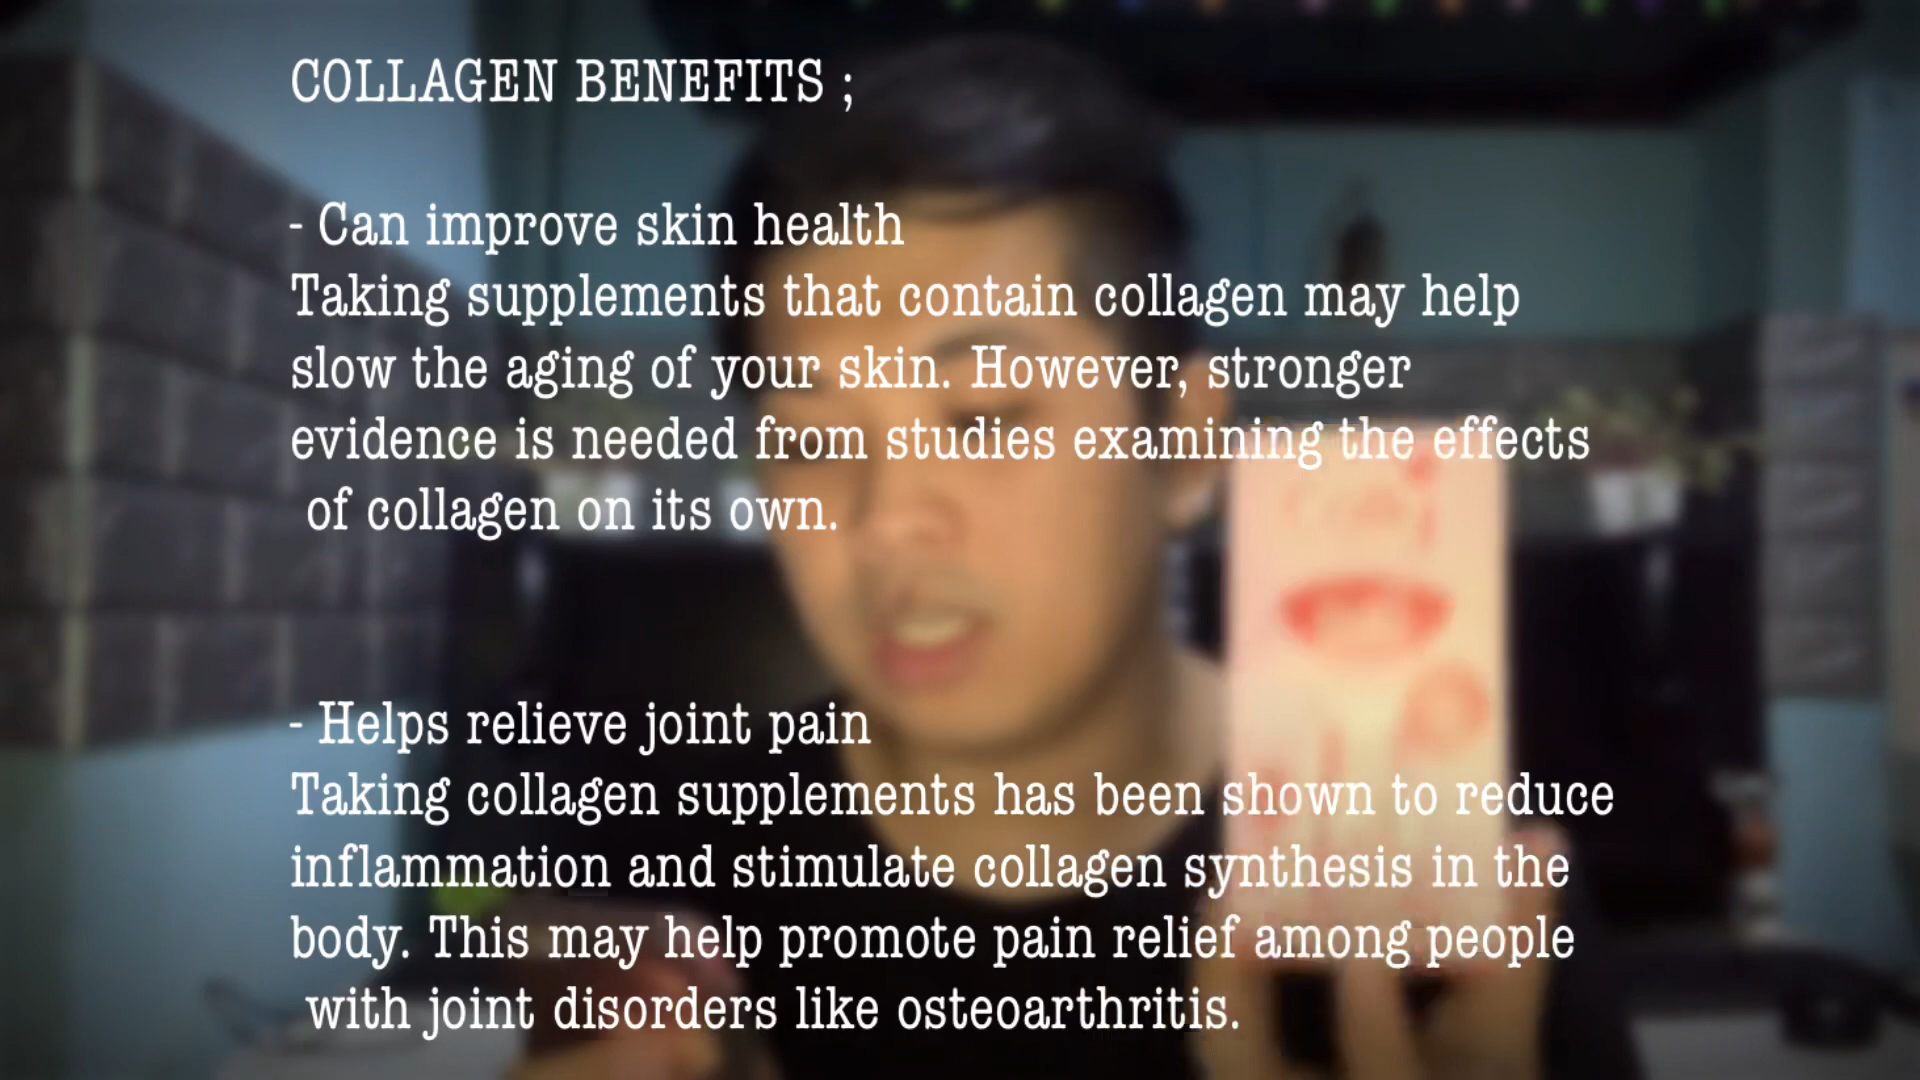 COLLAGEN BENEFITS ;
- Can improve skin health
Taking supplements that contain collagen may help
slow the aging of your skin. However, stronger
evidence is needed from studies examining the effects
of collagen on its own.
- Helps relieve joint pain
Taking collagen supplements has been shown to reduce
inflammation and stimulate collagen synthesis in the
body. This may help promote pain relief among people
with joint disorders like osteoarthritis.